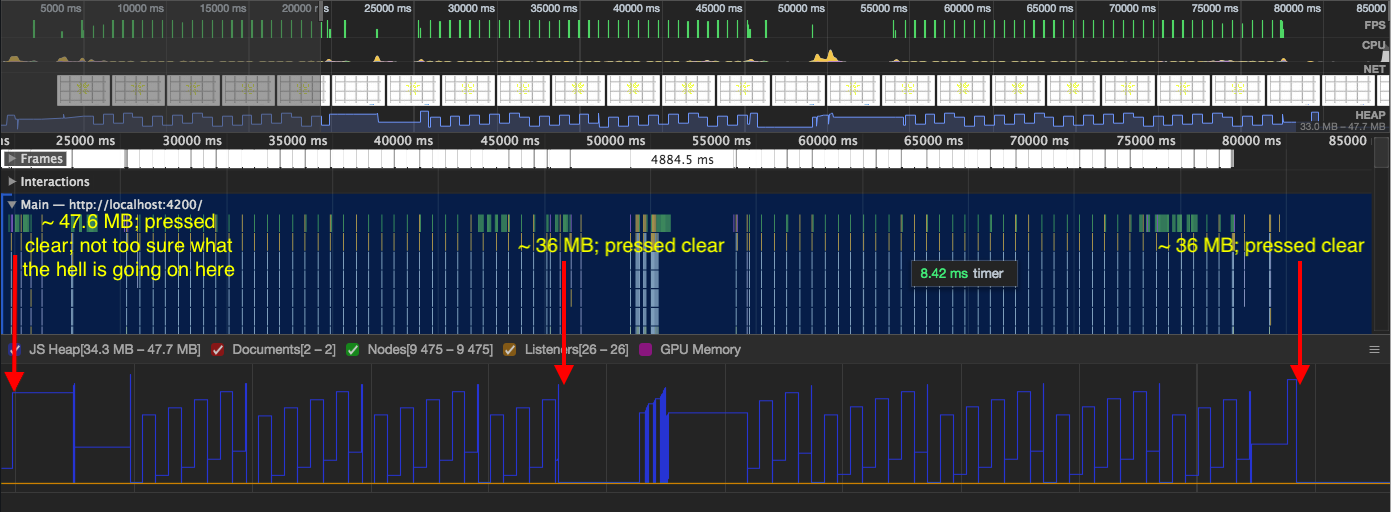 5000 ms 10000 ms 15000 ms 20000 ms 25000 ms 30000 ms 35000 ms 40000 ms 45000 ms 50000 ms 55000 ms 60000 ms 65000 ms 70000 ms 75000 ms 80000 ms 85000
FPS
CPU
NET
HEAP
33.0 MB – 47.7 MB
ms 25000 ms 30000 ms 35000 ms 40000 ms 45000 ms 50000 ms 55000 ms 60000 ms 65000 ms 70000 ms 75000 ms 80000 ms 85000
Frames
4884.5 ms
Interactions
Main — http://localhost:4200/
~ 47.6 MB; pressed
clear; not too sure what
the hell is going on here
~ 36 MB; pressed clear
~ 36 MB; pressed clear
8.42 ms timer
JS Heap[34.3 MB – 47.7 MB] Documents[2 – 2] Nodes[9 475 – 9 475] Listeners[26 – 26] GPU Memory